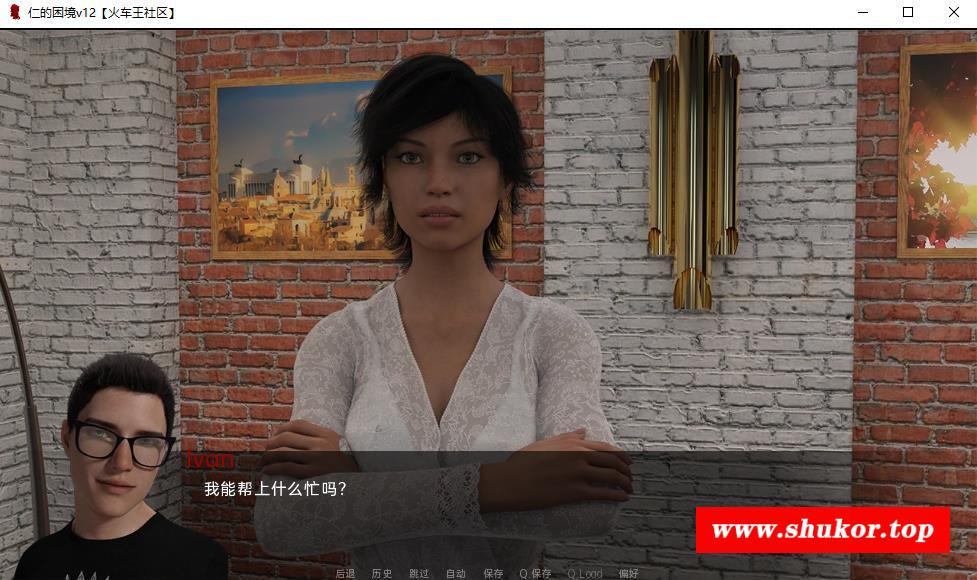 仁的困境v12【火车王社区】
Ivan
我能帮上什么忙吗？
www.shukor.top
后退 历史 跳过 自动 保存 Q.保存 Q.Load 偏好